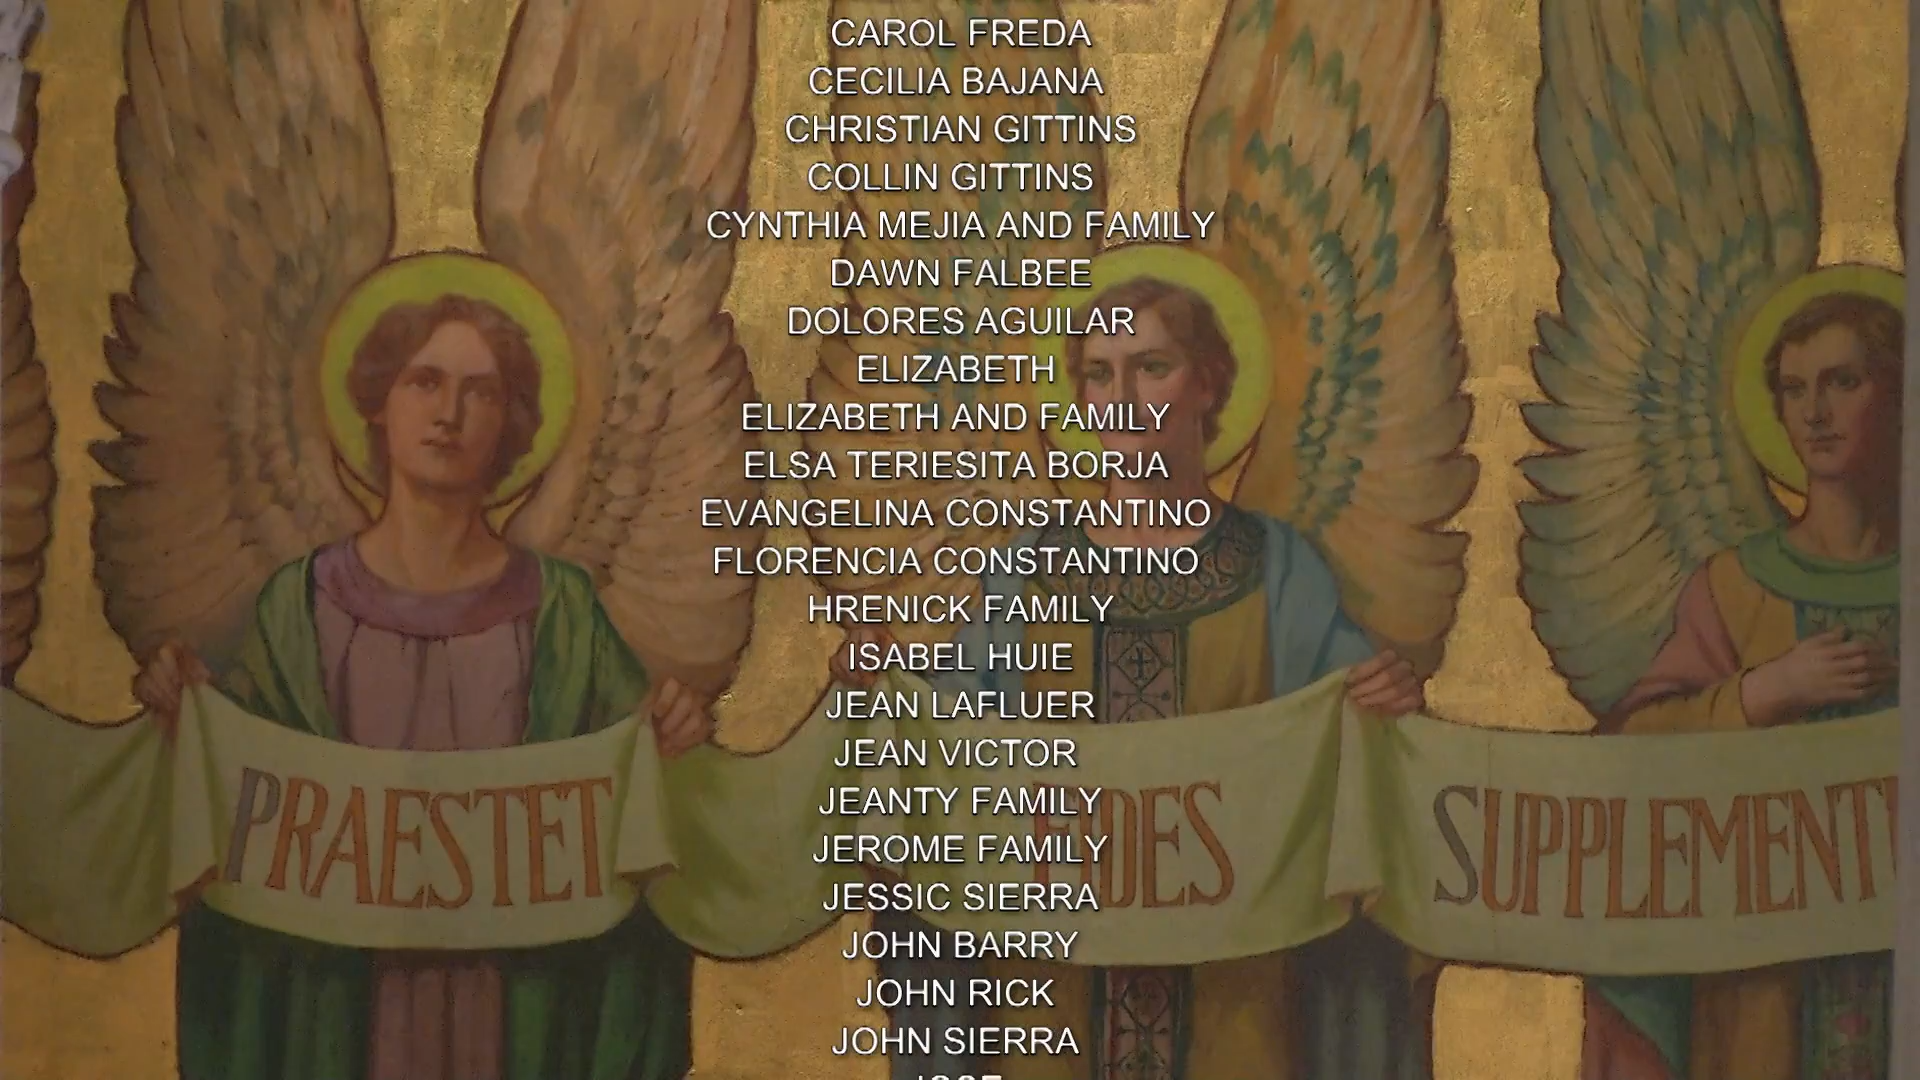 CAROL FREDA
CECILIA BAJANA
CHRISTIAN GITTINS
COLLIN GITTINS
CYNTHIA MEJIA AND FAMILY
DAWN FALBEE
DOLORES AGUILAR
ELIZABETH
ELIZABETH AND FAMILY
ELSA TERIESITA BORJA
EVANGELINA CONSTANTINO
FLORENCIA CONSTANTINO
HRENICK FAMILY
ISABEL HUIE
JEAN LAFLUER
JEAN VICTOR
JEANTY FAMILY
JEROME FAMILY
JESSIC SIERRA
JOHN BARRY
JOHN RICK
JOHN SIERRA
PRAESTET FIDES SUPPLEMENT